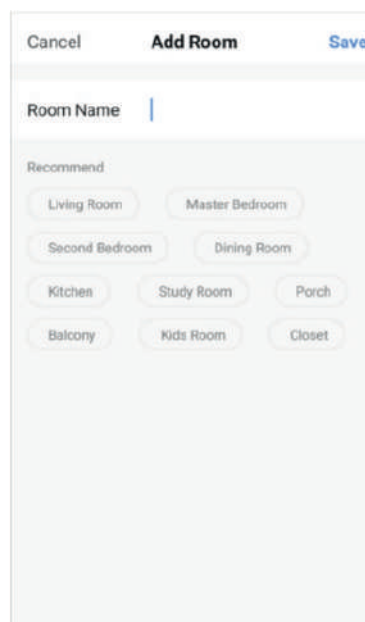 Cancel Add Room Save
Room Name
Recommend
Living Room Master Bedroom
Second Bedroom Dining Room
Kitchen Study Room Porch
Balcony Kids Room Closet